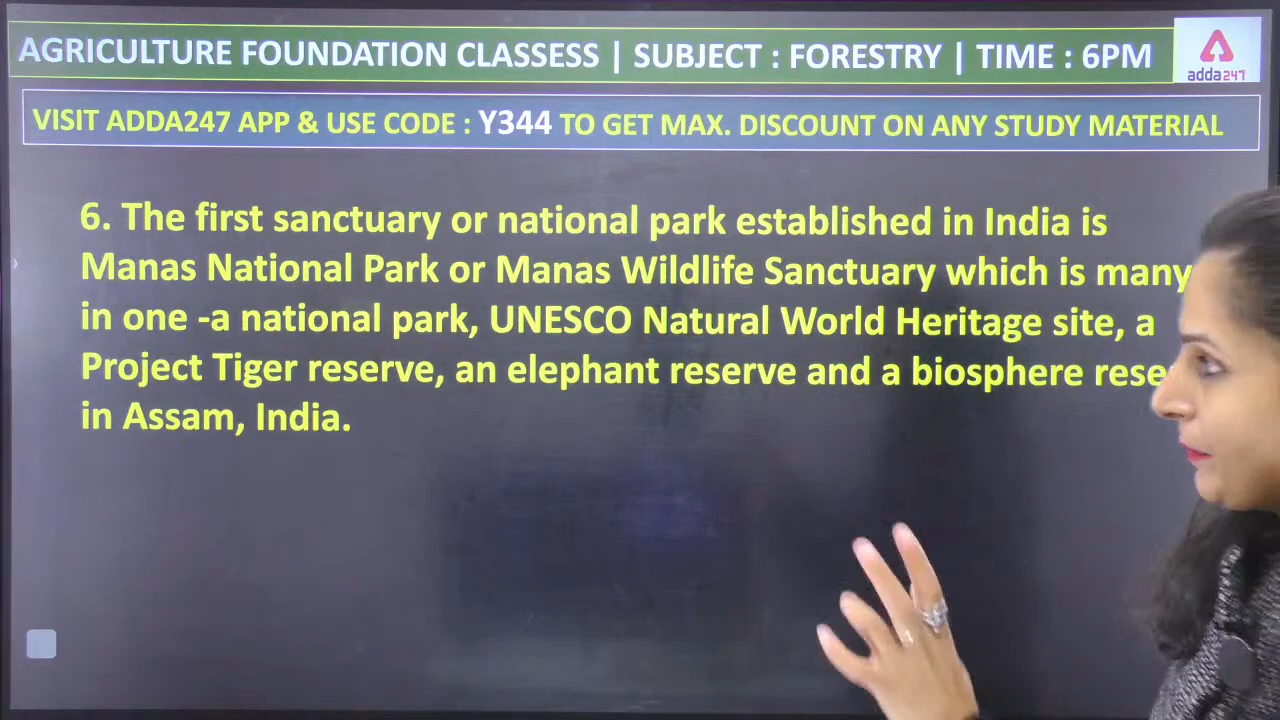 AGRICULTURE FOUNDATION CLASSESS | SUBJECT : FORESTRY | TIME : 6PM
adda247
VISIT ADDA247 APP & USE CODE : Y344 TO GET MAX. DISCOUNT ON ANY STUDY MATERIAL
6. The first sanctuary or national park established in India is
Manas National Park or Manas Wildlife Sanctuary which is many
in one -a national park, UNESCO Natural World Heritage site, a
Project Tiger reserve, an elephant reserve and a biosphere
in Assam, India.